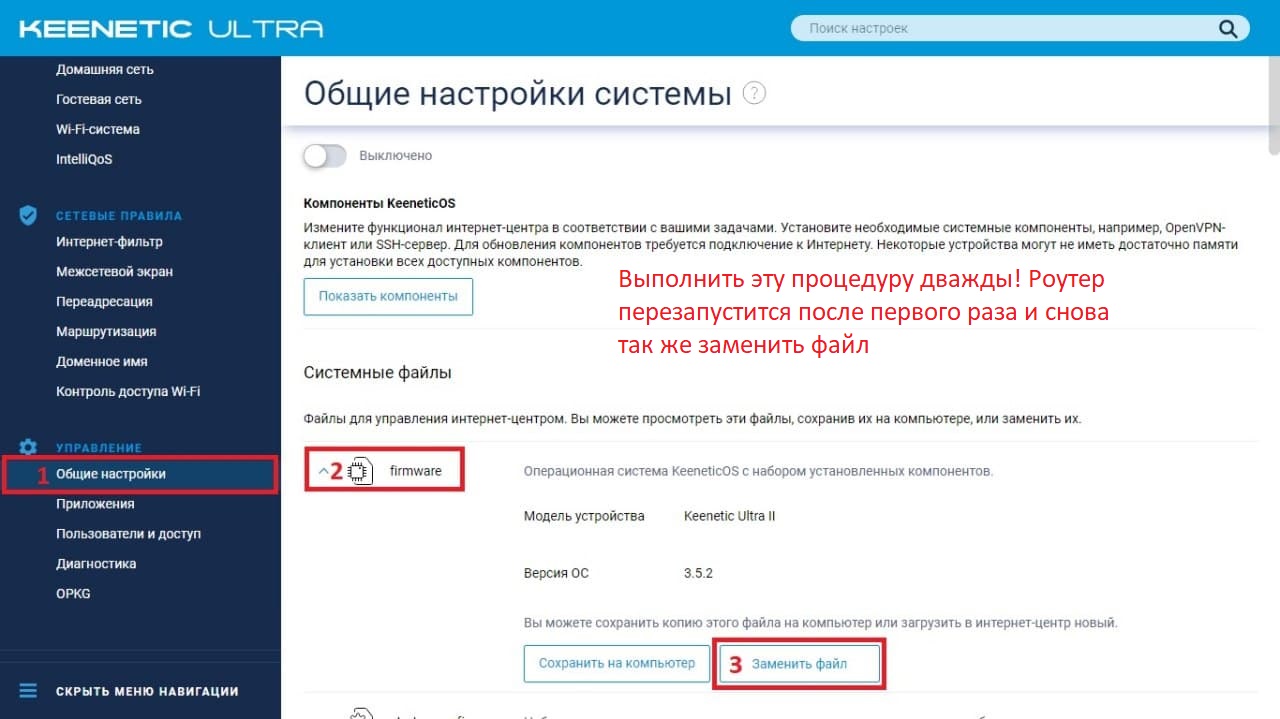 KEENETIC ULTRA
Поиск настроек
Домашняя сеть
Гостевая сеть
Wi-Fi-система
IntelliQoS
СЕТЕВЫЕ ПРАВИЛА
Интернет-фильтр
Межсетевой экран
Переадресация
Маршрутизация
Доменное имя
Контроль доступа Wi-Fi
УПРАВЛЕНИЕ
1 Общие настройки
Приложения
Пользователи и доступ
Диагностика
OPKG
СКРЫТЬ МЕНЮ НАВИГАЦИИ
Общие настройки системы ?
Выключено
Компоненты KeeneticOS
Измените функционал интернет-центра в соответствии с вашими задачами. Установите необходимые системные компоненты, например, OpenVPN-
клиент или SSH-сервер. Для обновления компонентов требуется подключение к Интернету. Некоторые устройства могут не иметь достаточно памяти
для установки всех доступных компонентов.
Показать компоненты
Выполнить эту процедуру дважды! Роутер
перезапустится после первого раза и снова
так же заменить файл
Системные файлы
Файлы для управления интернет-центром. Вы можете просмотреть эти файлы, сохранив их на компьютере, или заменить их.
2 firmware
Операционная система KeeneticOS с набором установленных компонентов.
Модель устройства Keenetic Ultra II
Версия ОС 3.5.2
Вы можете сохранить копию этого файла на компьютер или загрузить в интернет-центр новый.
Сохранить на компьютер
3 Заменить файл